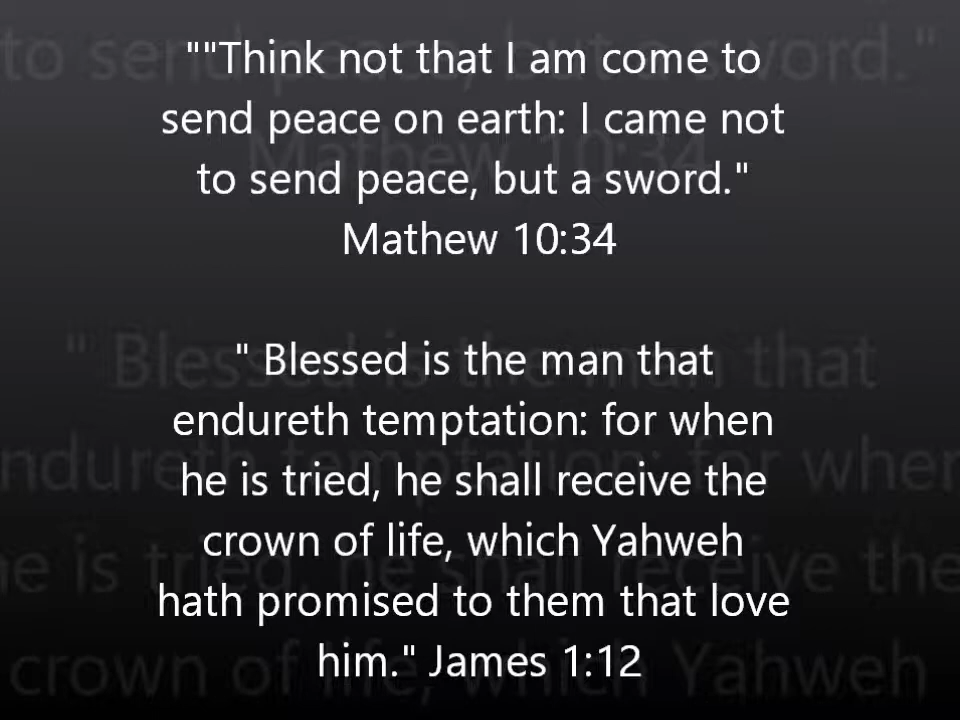 ""Think not that I am come to
send peace on earth: I came not
to send peace, but a sword."
Mathew 10:34
" Blessed is the man that
endureth temptation: for when
he is tried, he shall receive the
crown of life, which Yahweh
hath promised to them that love
him." James 1:12